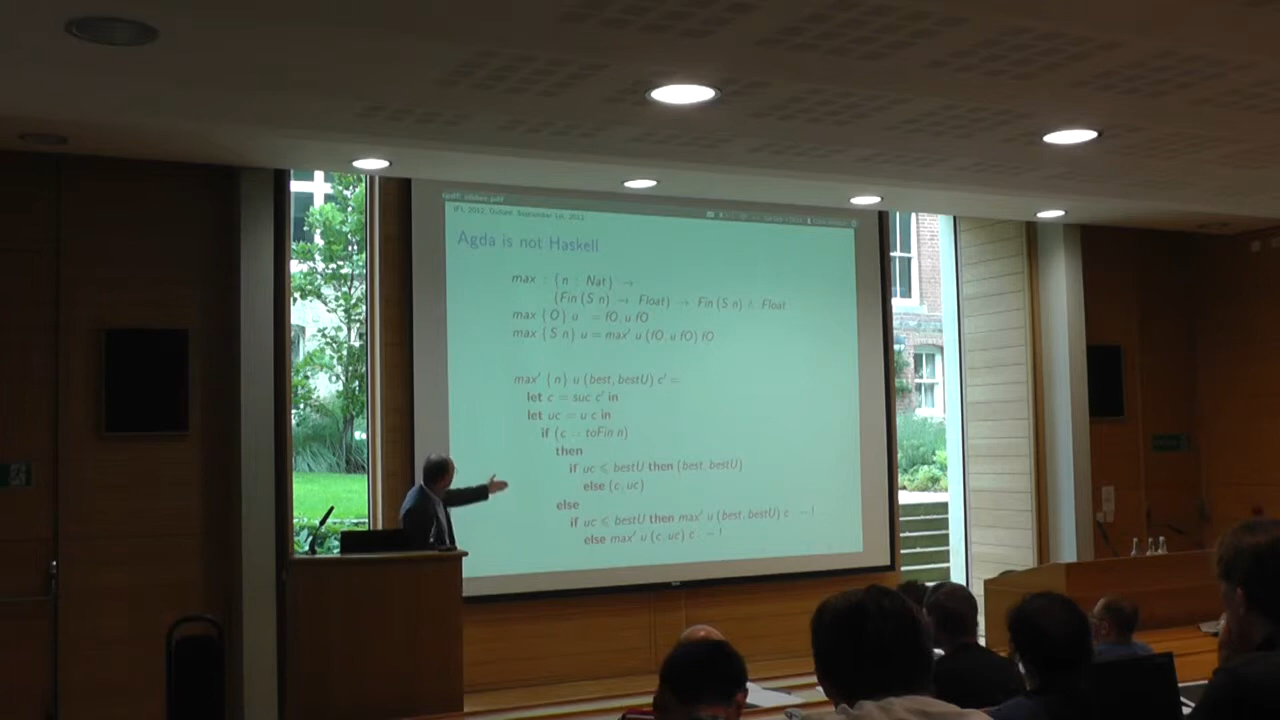 IFL 2012, Oxford, September 1st, 2012
Agda is not Haskell
max : {n : Nat} →
(Fin (S n) → Float) → Fin (S n) ∧ Float
max {O} u = fO, u fO
max {S n} u = max′ u (fO, u fO) fO
max′ {n} u (best, bestU) c′ =
let c = suc c′ in
let uc = u c in
if (c toFin n)
then
if uc ⩽ bestU then (best, bestU)
else (c, uc)
else
if uc ⩽ bestU then max′ u (best, bestU) c -- !
else max′ u (c, uc) c -- !